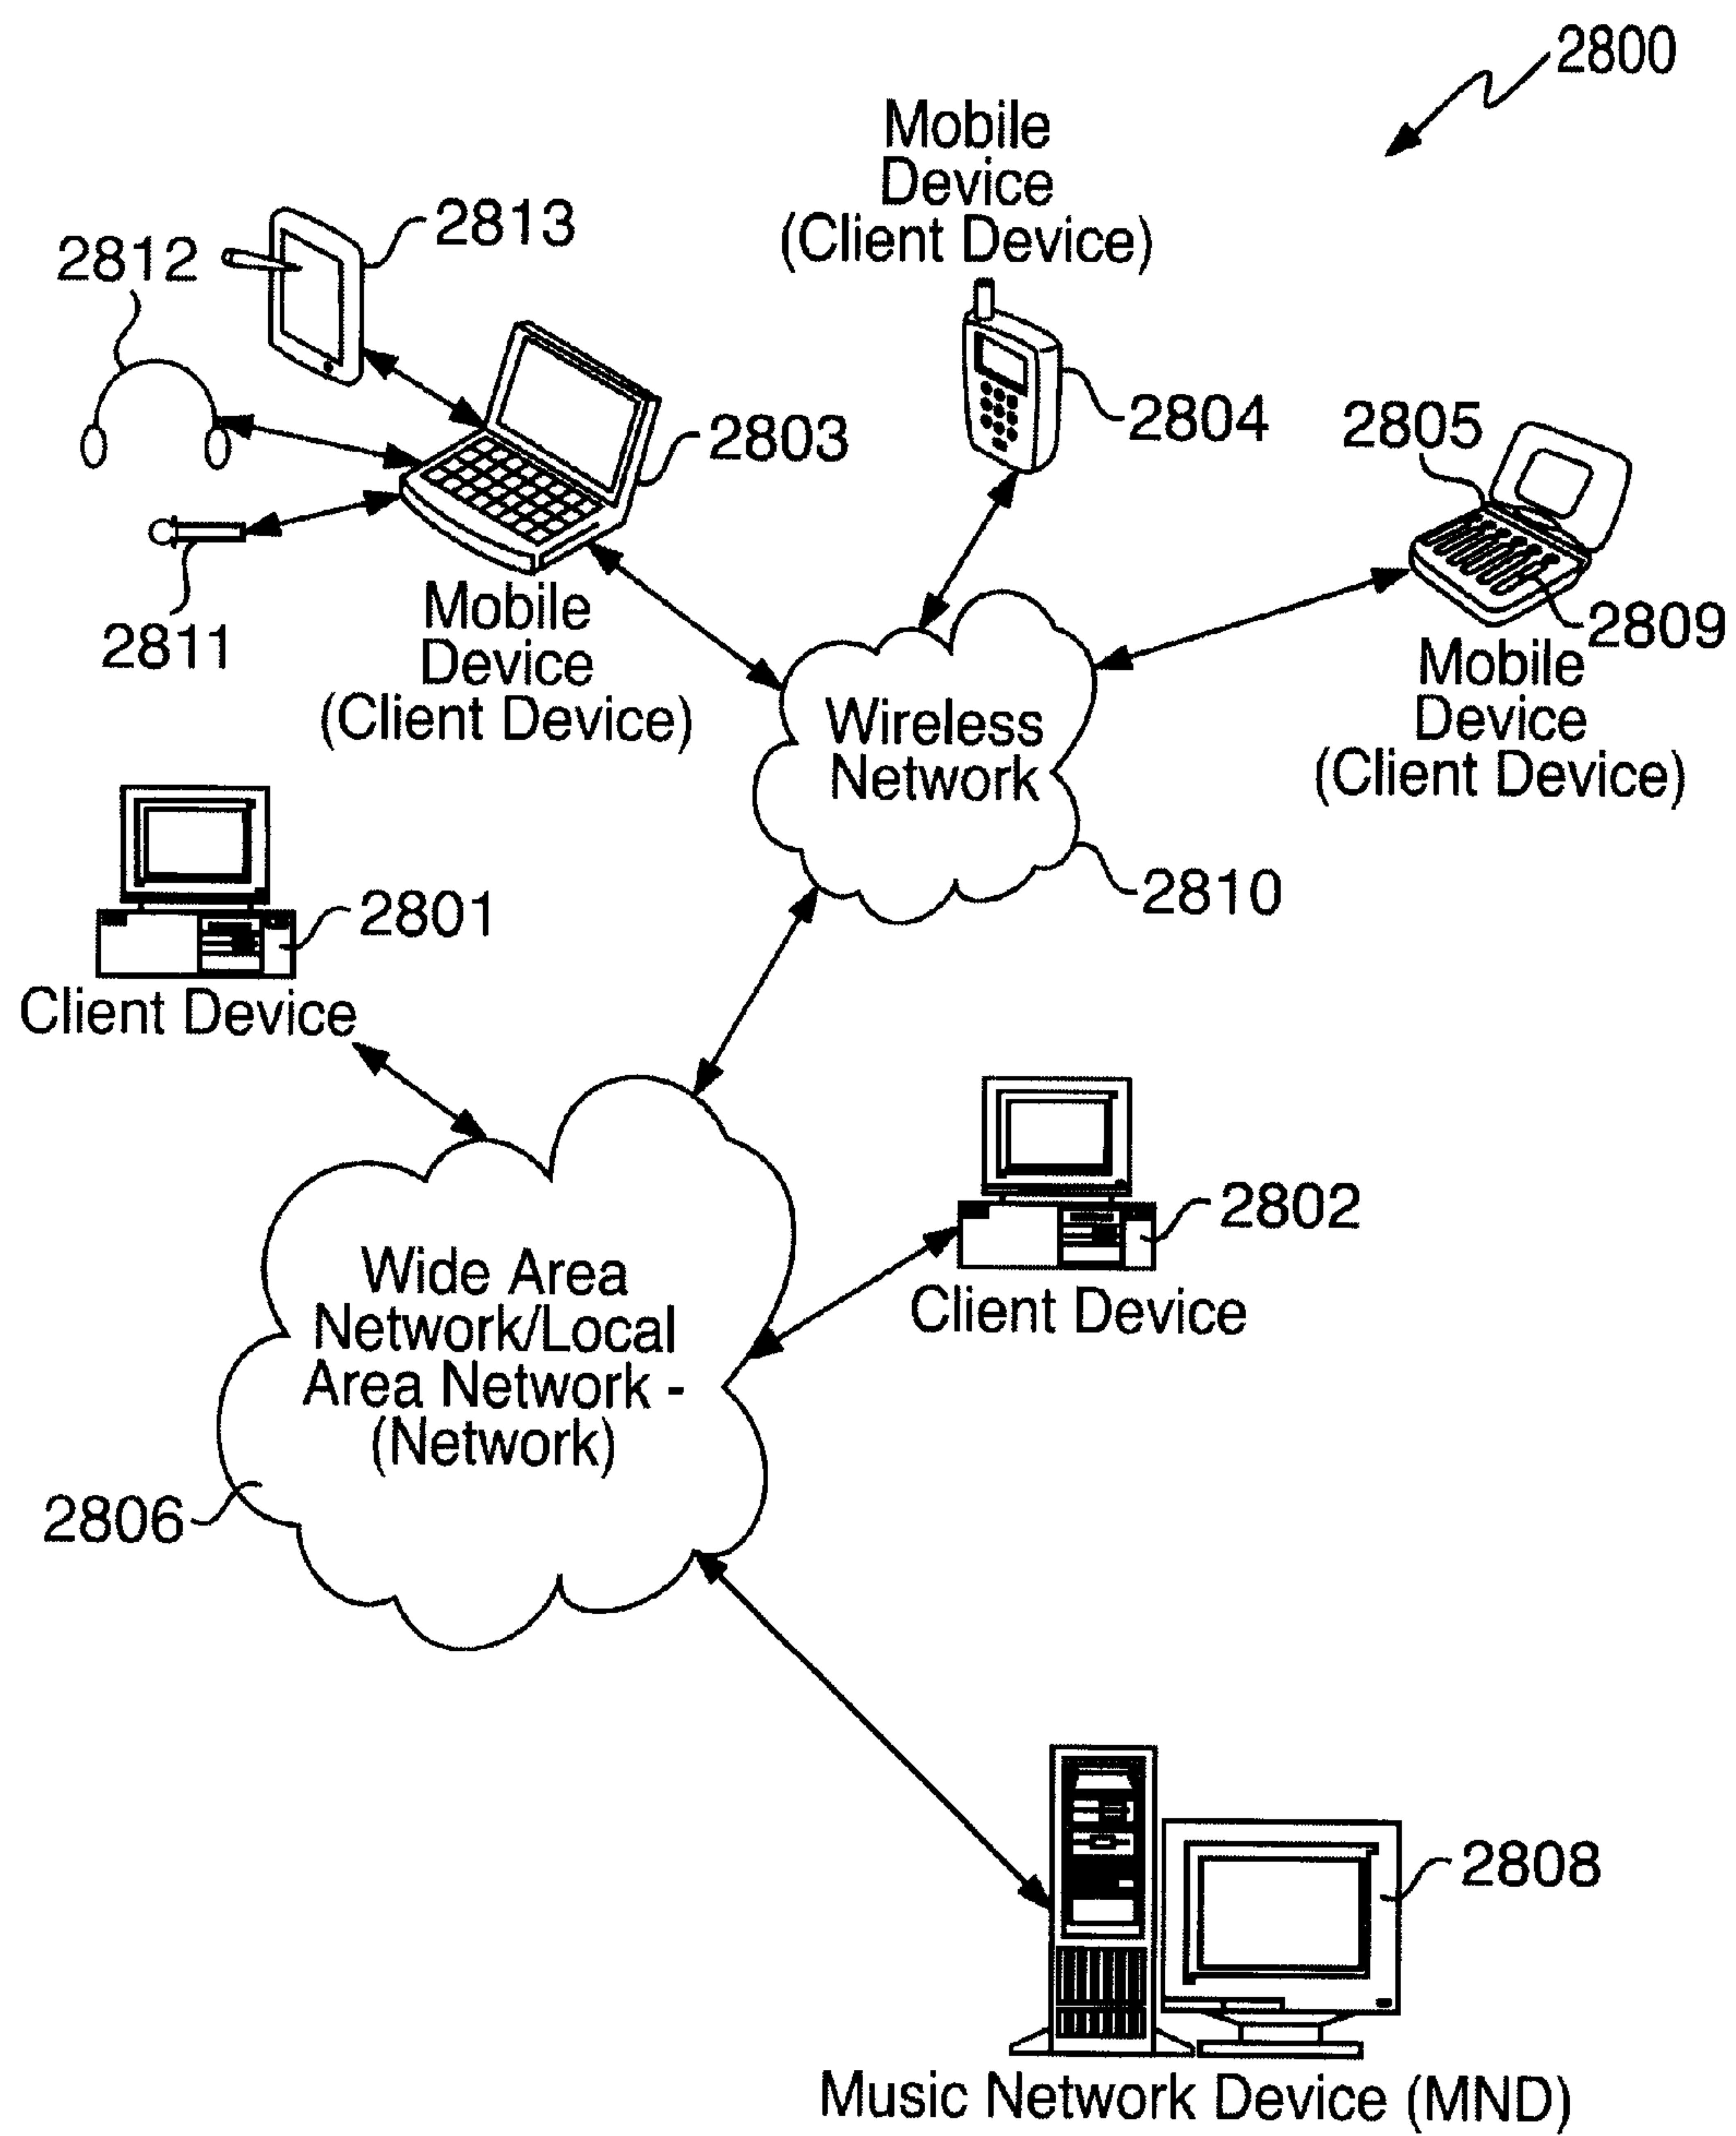 2800
Mobile
Device
(Client Device)
2813
2812
2803
2804
2805
2811
2809
Mobile
Device
(Client Device)
Mobile
Device
(Client Device)
Wireless
Network
2810
2801
Client Device
2802
Client Device
Wide Area
Network/Local
Area Network -
(Network)
2806
2808
Music Network Device (MND)